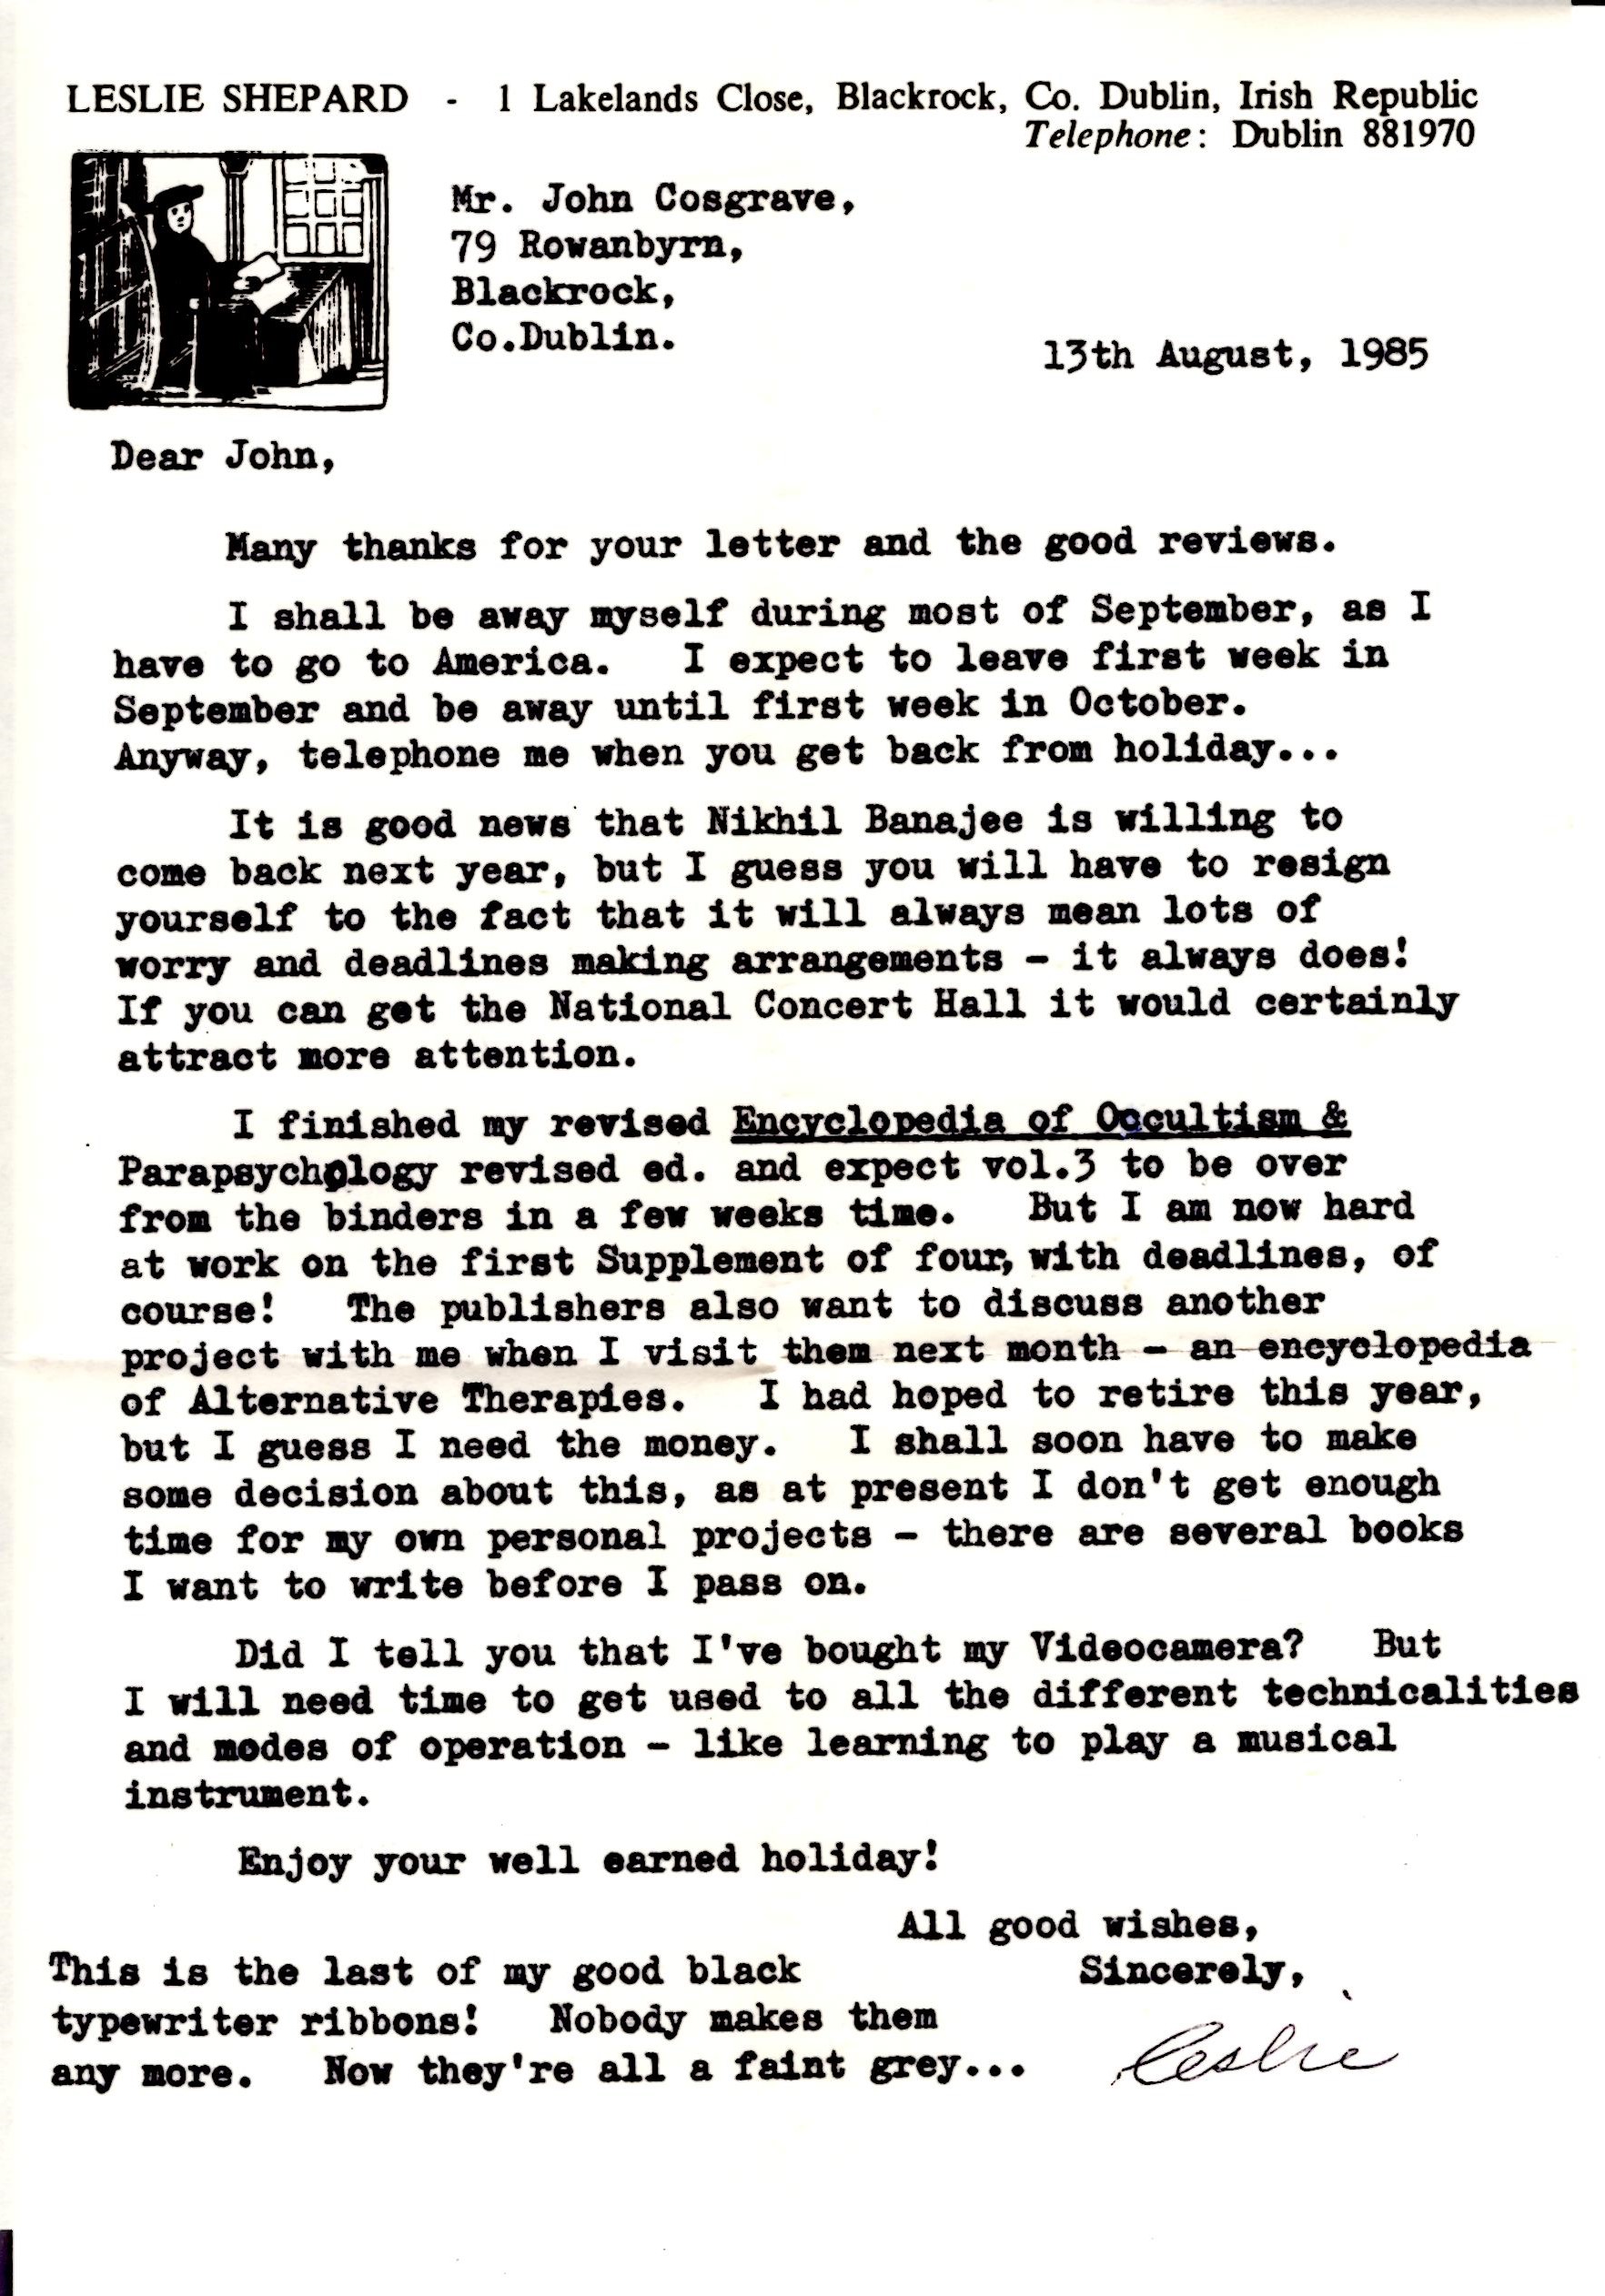 LESLIE SHEPARD - 1 Lakelands Close, Blackrock, Co. Dublin, Irish Republic
Telephone: Dublin 881970
Mr. John Cosgrave,
79 Rowanbyrn,
Blackrock,
Co.Dublin.
13th August, 1985
Dear John,
Many thanks for your letter and the good reviews.
I shall be away myself during most of September, as I
have to go to America. I expect to leave first week in
September and be away until first week in October.
Anyway, telephone me when you get back from holiday...
It is good news that Nikhil Banajee is willing to
come back next year, but I guess you will have to resign
yourself to the fact that it will always mean lots of
worry and deadlines making arrangements - it always does!
If you can get the National Concert Hall it would certainly
attract more attention.
I finished my revised Encyclopedia of Occultism &
Parapsychology revised ed. and expect vol.3 to be over
from the binders in a few weeks time. But I am now hard
at work on the first Supplement of four, with deadlines, of
course! The publishers also want to discuss another
project with me when I visit them next month - an encyclopedia
of Alternative Therapies. I had hoped to retire this year,
but I guess I need the money. I shall soon have to make
some decision about this, as at present I don't get enough
time for my own personal projects - there are several books
I want to write before I pass on.
Did I tell you that I've bought my Videocamera? But
I will need time to get used to all the different technicalities
and modes of operation - like learning to play a musical
instrument.
Enjoy your well earned holiday!
All good wishes,
Sincerely,
Leslie
This is the last of my good black
typewriter ribbons! Nobody makes them
any more. Now they're all a faint grey...